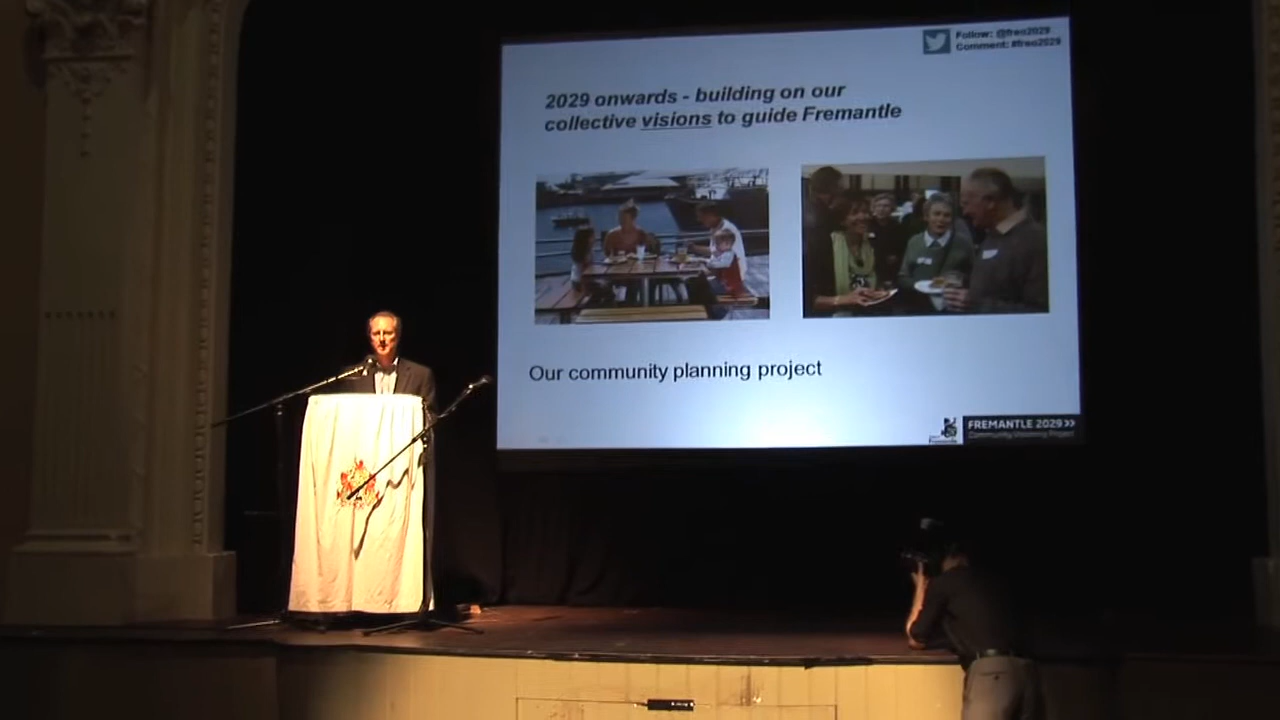 Follow: @freo2029
Comment: #freo2029
2029 onwards - building on our
collective visions to guide Fremantle
Our community planning project
FREMANTLE 2029 >>
Community Visioning Project
Fremantle